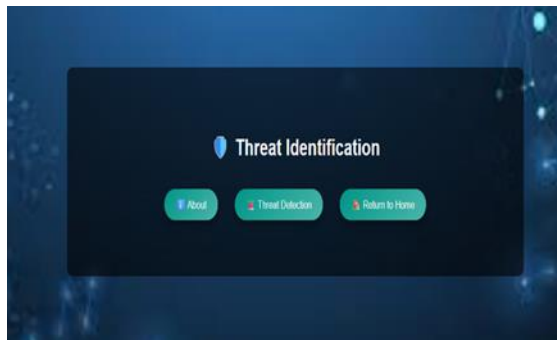 Threat Identification
About
Threat Detection
Return to Home